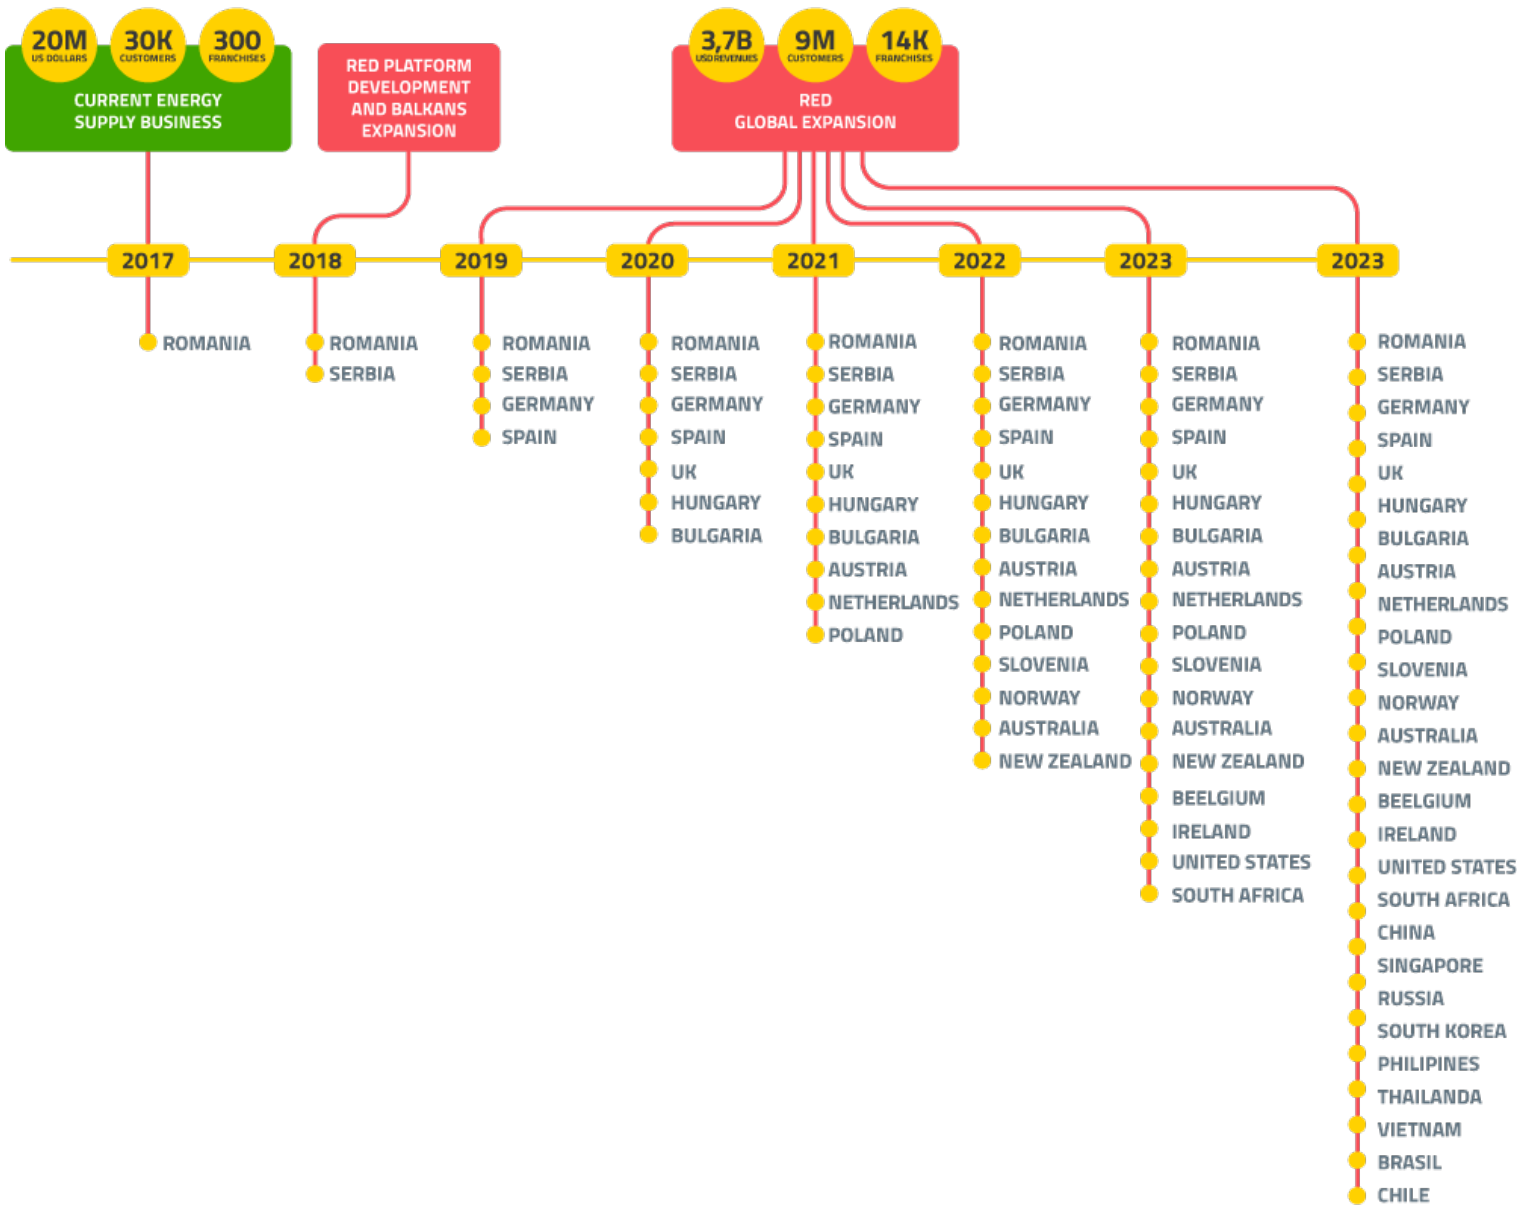 20M
US DOLLARS
30K
CUSTOMERS
300
FRANCHISES
CURRENT ENERGY
SUPPLY BUSINESS
RED PLATFORM
DEVELOPMENT
AND BALKANS
EXPANSION
3,7B
USD REVENUES
9M
CUSTOMERS
14K
FRANCHISES
RED
GLOBAL EXPANSION
2017
ROMANIA
2018
ROMANIA
SERBIA
2019
ROMANIA
SERBIA
GERMANY
SPAIN
2020
ROMANIA
SERBIA
GERMANY
SPAIN
UK
HUNGARY
BULGARIA
2021
ROMANIA
SERBIA
GERMANY
SPAIN
UK
HUNGARY
BULGARIA
AUSTRIA
NETHERLANDS
POLAND
2022
ROMANIA
SERBIA
GERMANY
SPAIN
UK
HUNGARY
BULGARIA
AUSTRIA
NETHERLANDS
POLAND
SLOVENIA
NORWAY
AUSTRALIA
NEW ZEALAND
2023
ROMANIA
SERBIA
GERMANY
SPAIN
UK
HUNGARY
BULGARIA
AUSTRIA
NETHERLANDS
POLAND
SLOVENIA
NORWAY
AUSTRALIA
NEW ZEALAND
BEELGIUM
IRELAND
UNITED STATES
SOUTH AFRICA
2023
ROMANIA
SERBIA
GERMANY
SPAIN
UK
HUNGARY
BULGARIA
AUSTRIA
NETHERLANDS
POLAND
SLOVENIA
NORWAY
AUSTRALIA
NEW ZEALAND
BEELGIUM
IRELAND
UNITED STATES
SOUTH AFRICA
CHINA
SINGAPORE
RUSSIA
SOUTH KOREA
PHILIPINES
THAILANDA
VIETNAM
BRASIL
CHILE